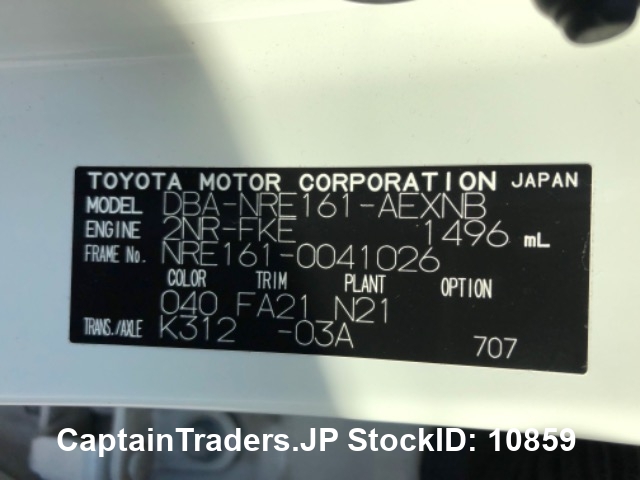 TOYOTA MOTOR CORPORATION JAPAN
MODEL DBA-NRE161-AEXNB
ENGINE 2NR-FKE 1496 mL
FRAME No. NRE161-0041026
COLOR TRIM PLANT OPTION
040 FA21 N21
TRANS./AXLE K312 -03A
707
CaptainTraders.JP StockID: 10859